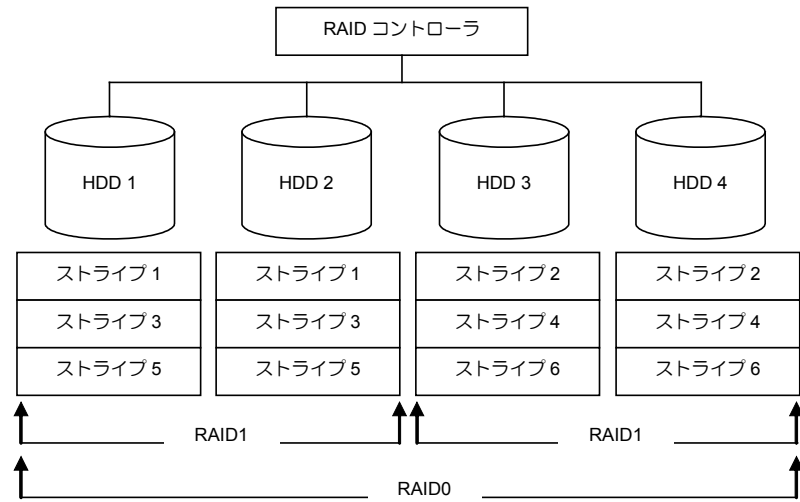 RAID コントローラ
HDD 1
HDD 2
HDD 3
HDD 4
ストライプ 1
ストライプ 1
ストライプ 2
ストライプ 2
ストライプ 3
ストライプ 3
ストライプ 4
ストライプ 4
ストライプ 5
ストライプ 5
ストライプ 6
ストライプ 6
RAID1
RAID1
RAID0